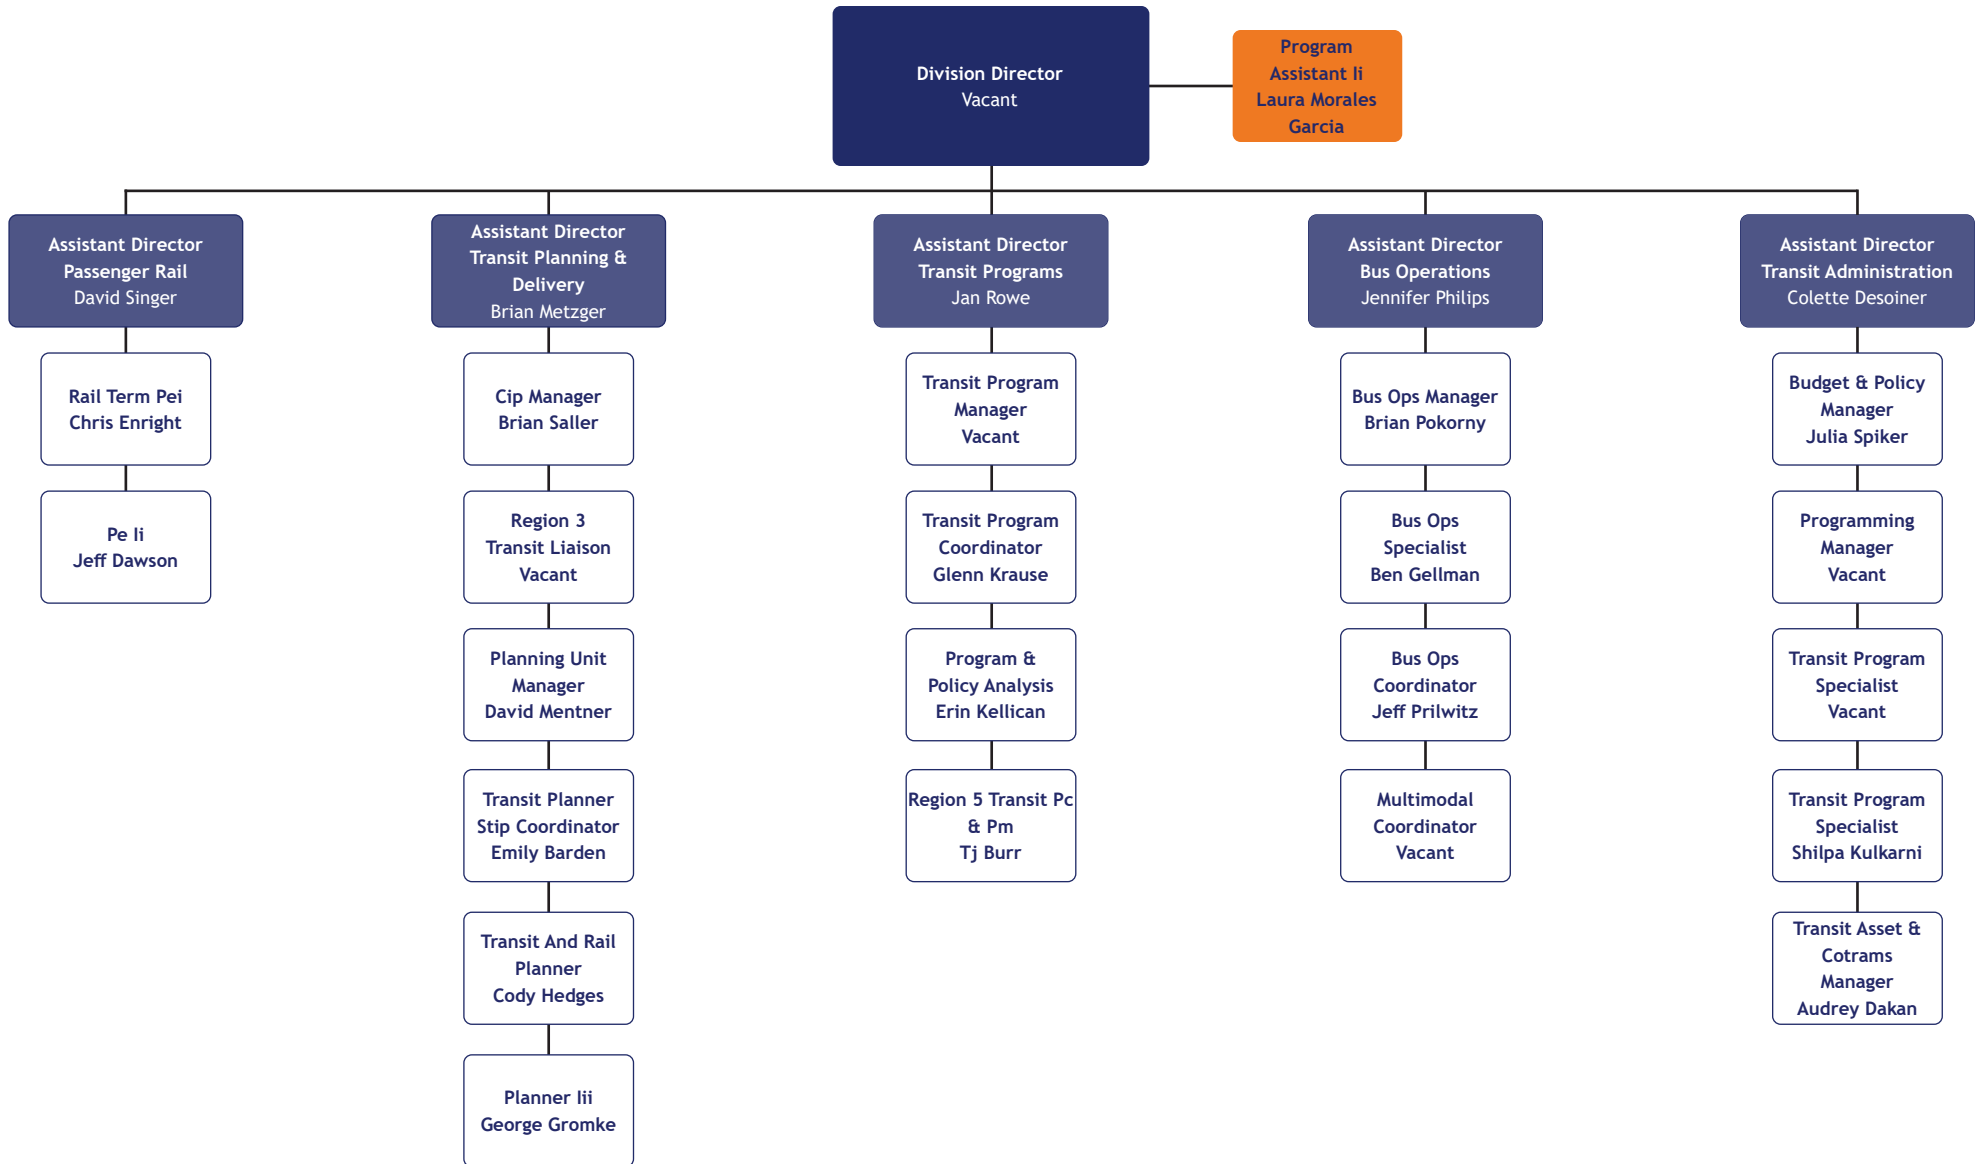 Division Director
Vacant
Program
Assistant Ii
Laura Morales
Garcia
Assistant Director
Passenger Rail
David Singer
Assistant Director
Transit Planning &
Delivery
Brian Metzger
Assistant Director
Transit Programs
Jan Rowe
Assistant Director
Bus Operations
Jennifer Philips
Assistant Director
Transit Administration
Colette Desoiner
Rail Term Pei
Chris Enright
Cip Manager
Brian Saller
Transit Program
Manager
Vacant
Bus Ops Manager
Brian Pokorny
Budget & Policy
Manager
Julia Spiker
Pe Ii
Jeff Dawson
Region 3
Transit Liaison
Vacant
Transit Program
Coordinator
Glenn Krause
Bus Ops
Specialist
Ben Gellman
Programming
Manager
Vacant
Planning Unit
Manager
David Mentner
Program &
Policy Analysis
Erin Kellican
Bus Ops
Coordinator
Jeff Prilwitz
Transit Program
Specialist
Vacant
Transit Planner
Stip Coordinator
Emily Barden
Region 5 Transit Pc
& Pm
Tj Burr
Multimodal
Coordinator
Vacant
Transit Program
Specialist
Shilpa Kulkarni
Transit And Rail
Planner
Cody Hedges
Transit Asset &
Cotrams
Manager
Audrey Dakan
Planner Iii
George Gromke